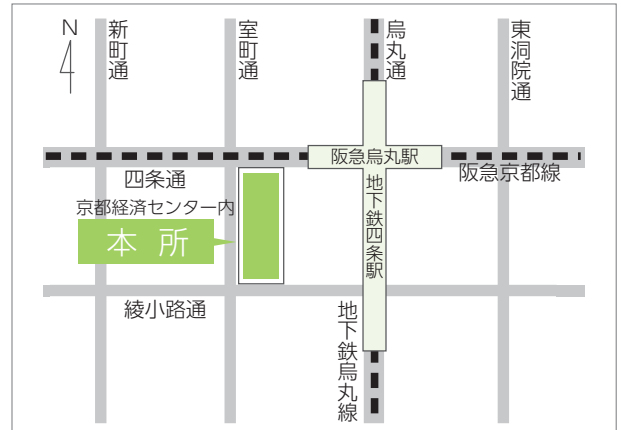 N
新町通
室町通
烏丸通
東洞院通
阪急烏丸駅
四条通
阪急京都線
京都経済センター内
本所
地下鉄四条駅
綾小路通
地下鉄烏丸線